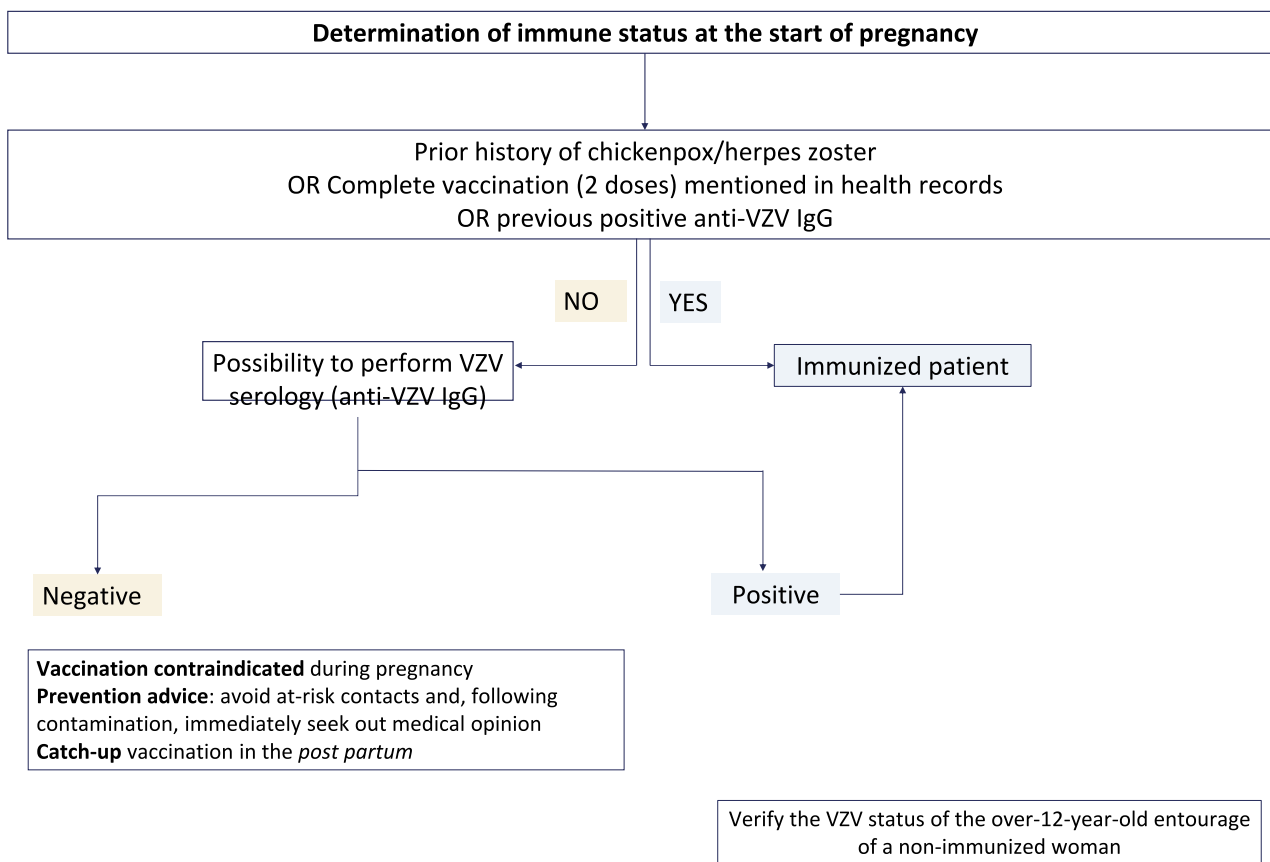 Determination of immune status at the start of pregnancy
Prior history of chickenpox/herpes zoster
OR Complete vaccination (2 doses) mentioned in health records
OR previous positive anti-VZV IgG
NO
YES
Possibility to perform VZV
serology (anti-VZV IgG)
Immunized patient
Negative
Positive
Vaccination contraindicated during pregnancy
Prevention advice: avoid at-risk contacts and, following
contamination, immediately seek out medical opinion
Catch-up vaccination in the post partum
Verify the VZV status of the over-12-year-old entourage
of a non-immunized woman